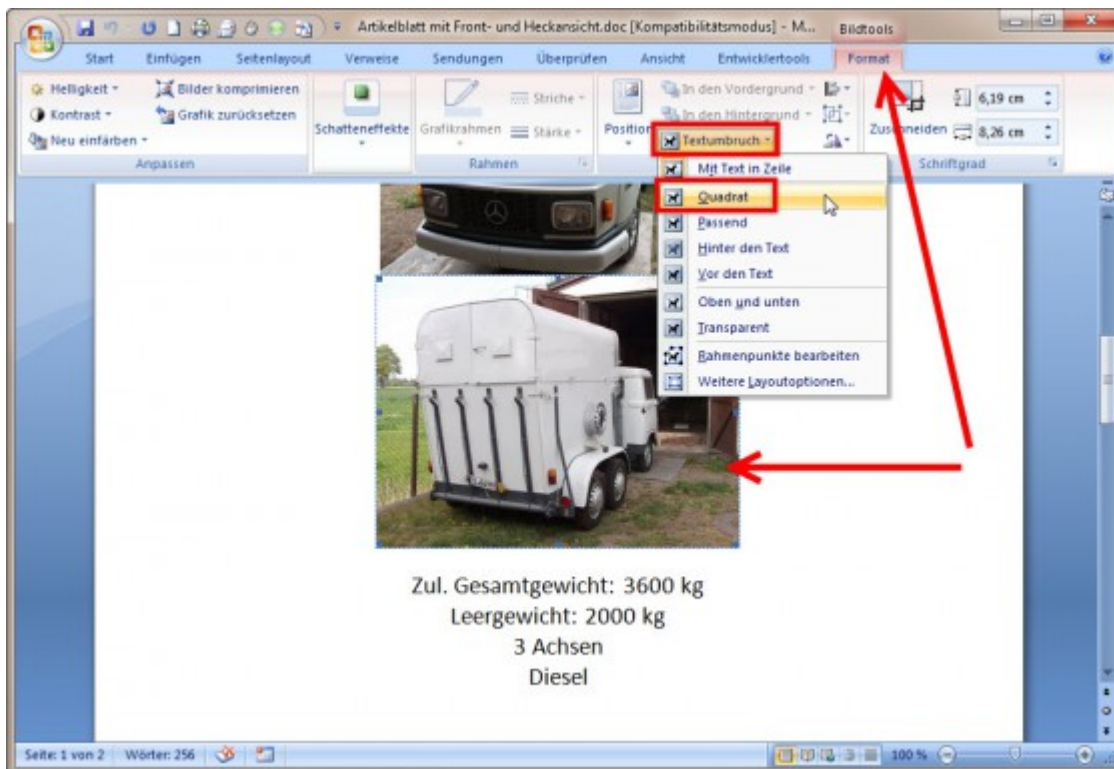 Artikelblatt mit Front- und Heckansicht.doc [Kompatibilitätsmodus] - M...
Bildtools
Start Einfügen Seitenlayout Verweise Sendungen Überprüfen Ansicht Entwicklertools Format
Helligkeit
Bilder komprimieren
Kontrast
Grafik zurücksetzen
Neu einfärben
Anpassen
Schatteneffekte
Grafikrahmen
Striche
Stärke
Rahmen
Position
In den Vordergrund
In den Hintergrund
Textumbruch
Zuschneiden
6,19 cm
8,26 cm
Schriftgrad
Mit Text in Zeile
Quadrat
Passend
Hinter den Text
Vor den Text
Oben und unten
Transparent
Rahmenpunkte bearbeiten
Weitere Layoutoptionen...
Zul. Gesamtgewicht: 3600 kg
Leergewicht: 2000 kg
3 Achsen
Diesel
Seite: 1 von 2 Wörter: 256 100 %